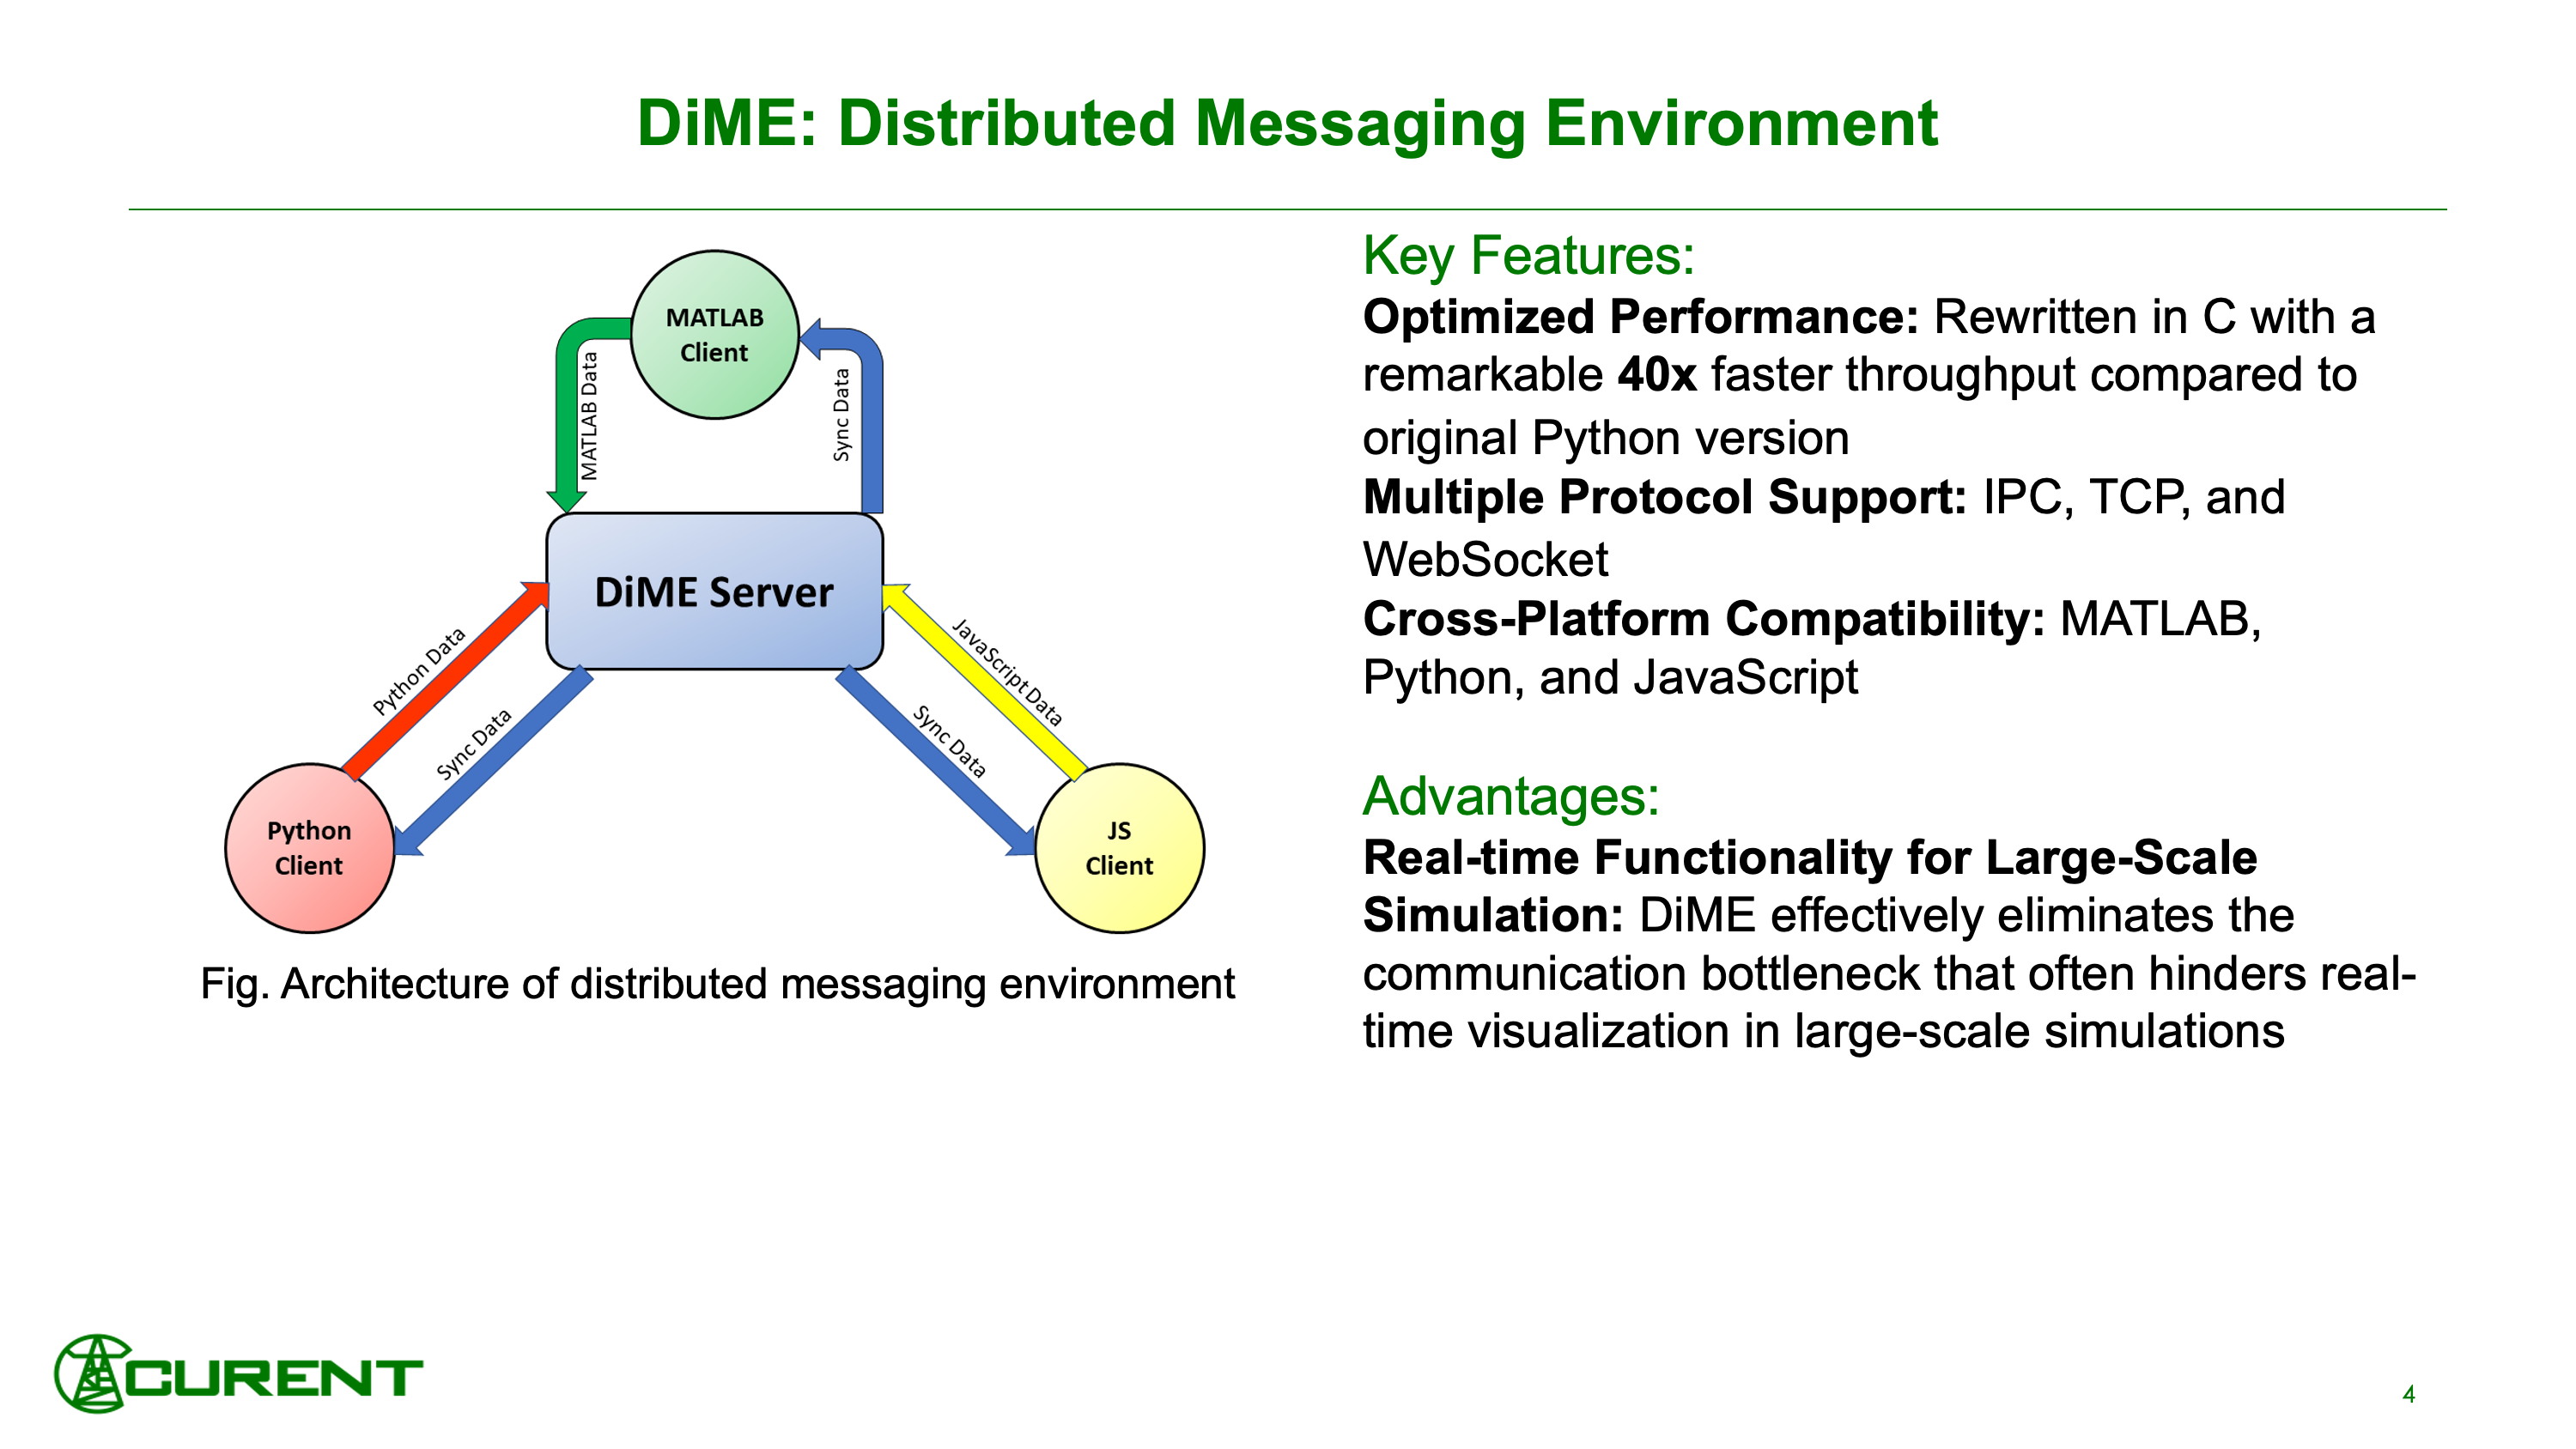 DiME: Distributed Messaging Environment
MATLAB
Client
MATLAB Data
Sync Data
DiME Server
Python Data
Sync Data
JavaScript Data
Sync Data
Python
Client
JS
Client
Fig. Architecture of distributed messaging environment
Key Features:
Optimized Performance: Rewritten in C with a
remarkable 40x faster throughput compared to
original Python version
Multiple Protocol Support: IPC, TCP, and
WebSocket
Cross-Platform Compatibility: MATLAB,
Python, and JavaScript
Advantages:
Real-time Functionality for Large-Scale
Simulation: DiME effectively eliminates the
communication bottleneck that often hinders real-
time visualization in large-scale simulations
CURENT
4